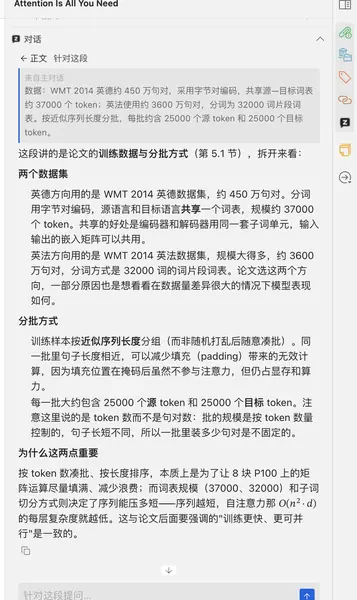 Attention Is All You Need
对话
← 正文 针对这段
来自主对话
数据：WMT 2014 英德约 450 万句对，采用字节对编码，共享源—目标词表
约 37000 个 token；英法使用约 3600 万句对，分词为 32000 词片段词
表。按近似序列长度分批，每批约含 25000 个源 token 和 25000 个目标
token。
这段讲的是论文的训练数据与分批方式（第 5.1 节），拆开来看：
两个数据集
英德方向用的是 WMT 2014 英德数据集，约 450 万句对。分词
用字节对编码，源语言和目标语言共享一个词表，规模约 37000
个 token。共享的好处是编码器和解码器用同一套子词单元，输入
输出的嵌入矩阵可以共用。
英法方向用的是 WMT 2014 英法数据集，规模大得多，约 3600
万句对，分词方式是 32000 词的词片段词表。论文选这两个方
向，一部分原因也是想看看在数据量差异很大的情况下模型表现
如何。
分批方式
训练样本按近似序列长度分组（而非随机打乱后随意凑批）。同
一批里句子长度相近，可以减少填充（padding）带来的无效计
算，因为填充位置在掩码后虽然不参与注意力，但仍占显存和算
力。
每一批大约包含 25000 个源 token 和 25000 个目标 token。注
意这里说的是 token 数而不是句对数：批的规模是按 token 数量
控制的，句子长短不同，所以一批里装多少句对是不固定的。
为什么这两点重要
按 token 数凑批、按长度排序，本质上是为了让 8 块 P100 上的矩
阵运算尽量填满、减少浪费；而词表规模（37000、32000）和子词
切分方式则决定了序列能压多短——序列越短，自注意力那 O(n²·d)
的每层复杂度就越低。这与论文后面要强调的"训练更快、更可并
行"是一致的。
针对这段提问...